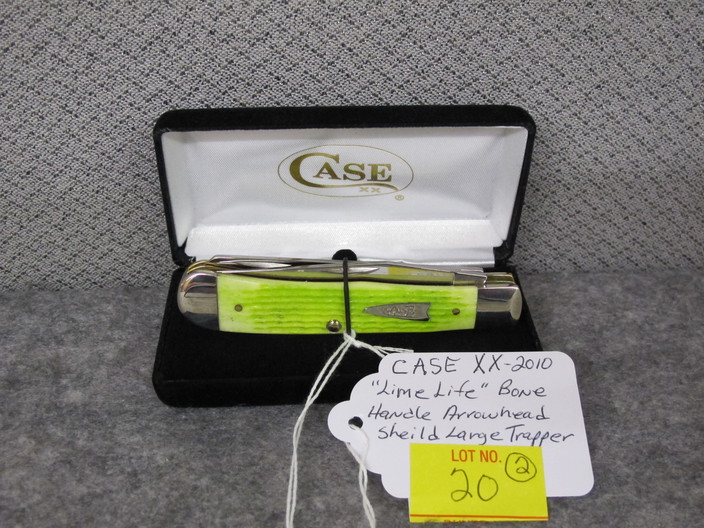 CASE
XX
®
CASE
CASE XX-2010
"Lime Life" Bone
Handle Arrowhead
Sheild Large Trapper
LOT NO.
20 2